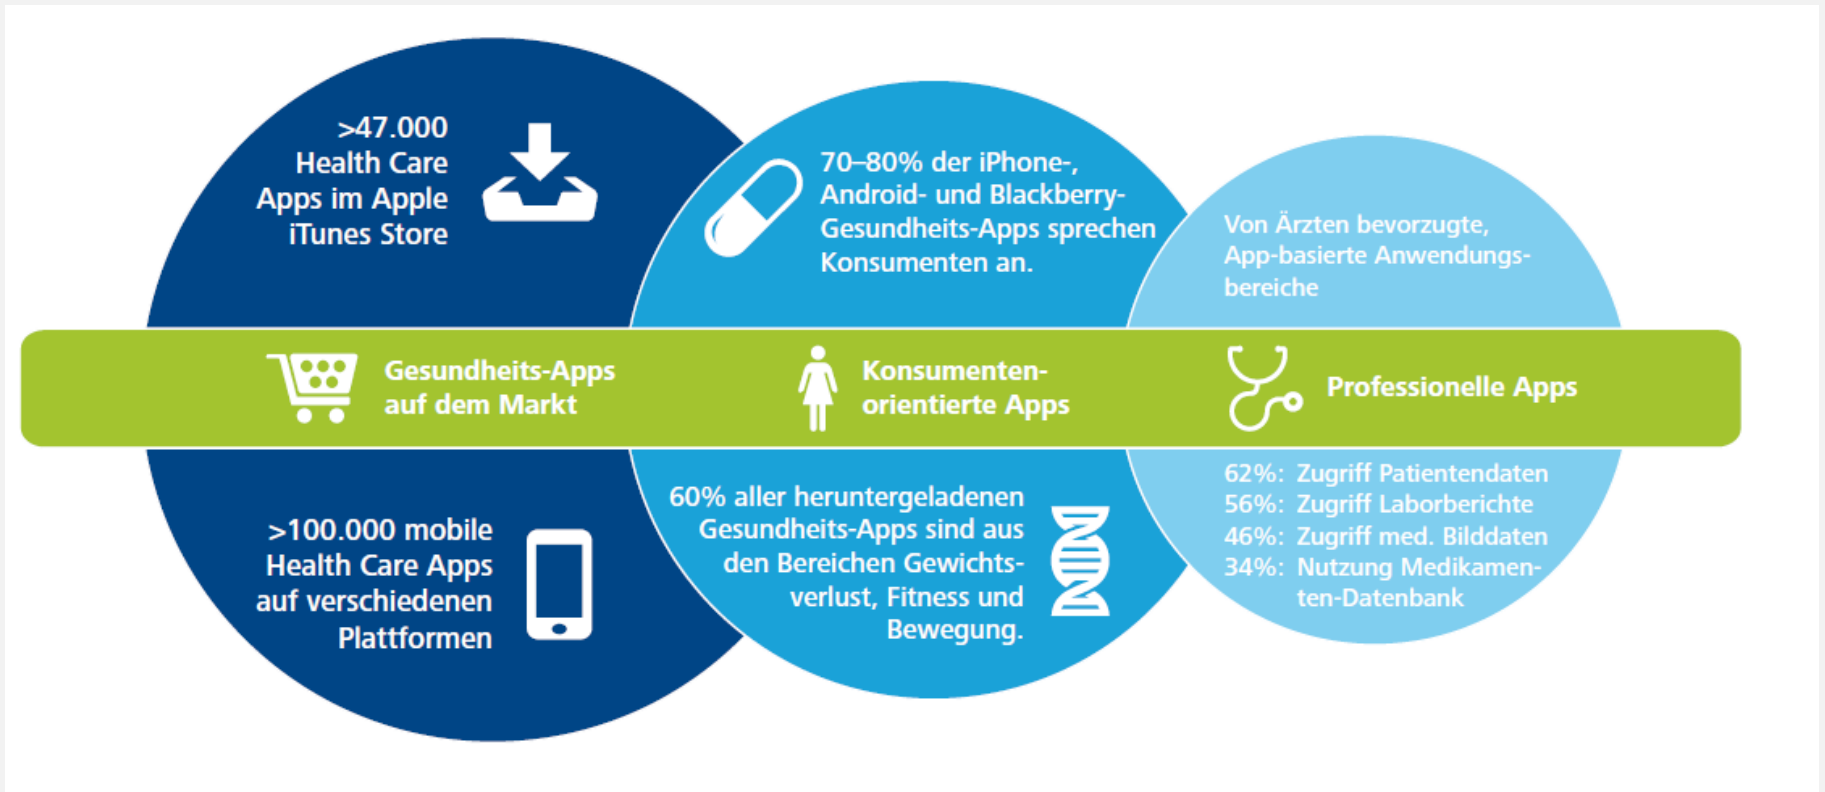 >47.000
Health Care
Apps im Apple
iTunes Store
70–80% der iPhone-,
Android- und Blackberry-
Gesundheits-Apps sprechen
Konsumenten an.
Von Ärzten bevorzugte,
App-basierte Anwendungs-
bereiche
Gesundheits-Apps
auf dem Markt
Konsumenten-
orientierte Apps
Professionelle Apps
>100.000 mobile
Health Care Apps
auf verschiedenen
Plattformen
60% aller heruntergeladenen
Gesundheits-Apps sind aus
den Bereichen Gewichts-
verlust, Fitness und
Bewegung.
62%: Zugriff Patientendaten
56%: Zugriff Laborberichte
46%: Zugriff med. Bilddaten
34%: Nutzung Medikamen-
ten-Datenbank